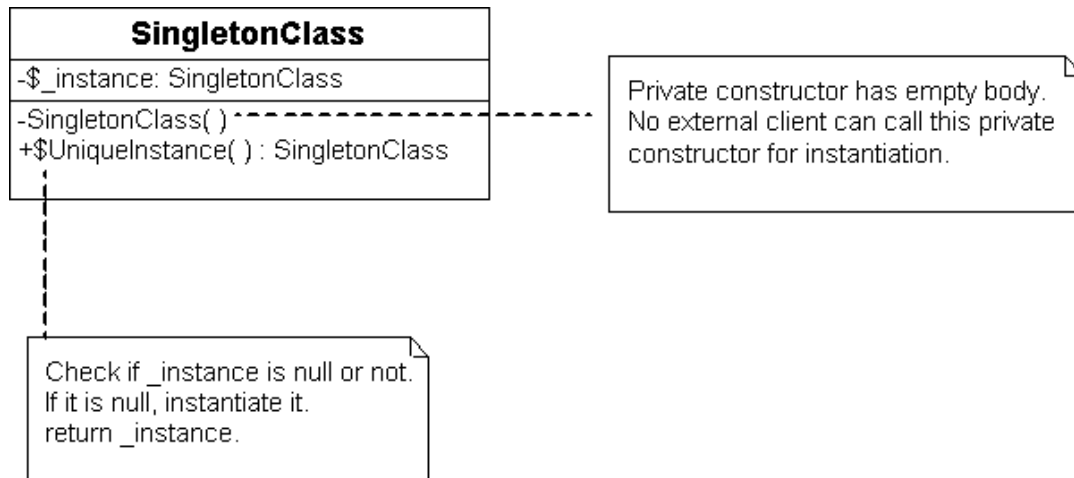 SingletonClass
-$_instance: SingletonClass
-SingletonClass( )
+$UniqueInstance( ) : SingletonClass
Private constructor has empty body.
No external client can call this private
constructor for instantiation.
Check if _instance is null or not.
If it is null, instantiate it.
return _instance.